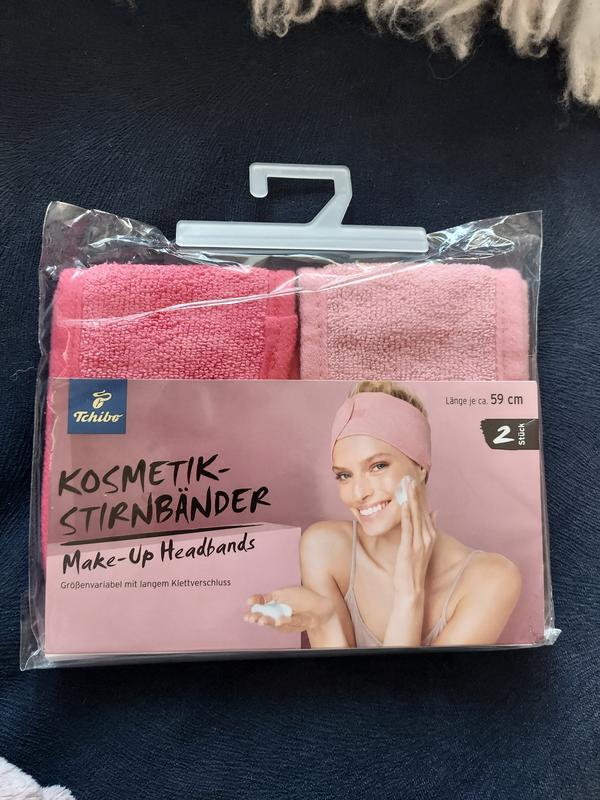 Tchibo
Länge je ca. 59 cm
2 Stück
KOSMETIK-
STIRNBÄNDER
Make-Up Headbands
Größenvariabel mit langem Klettverschluss